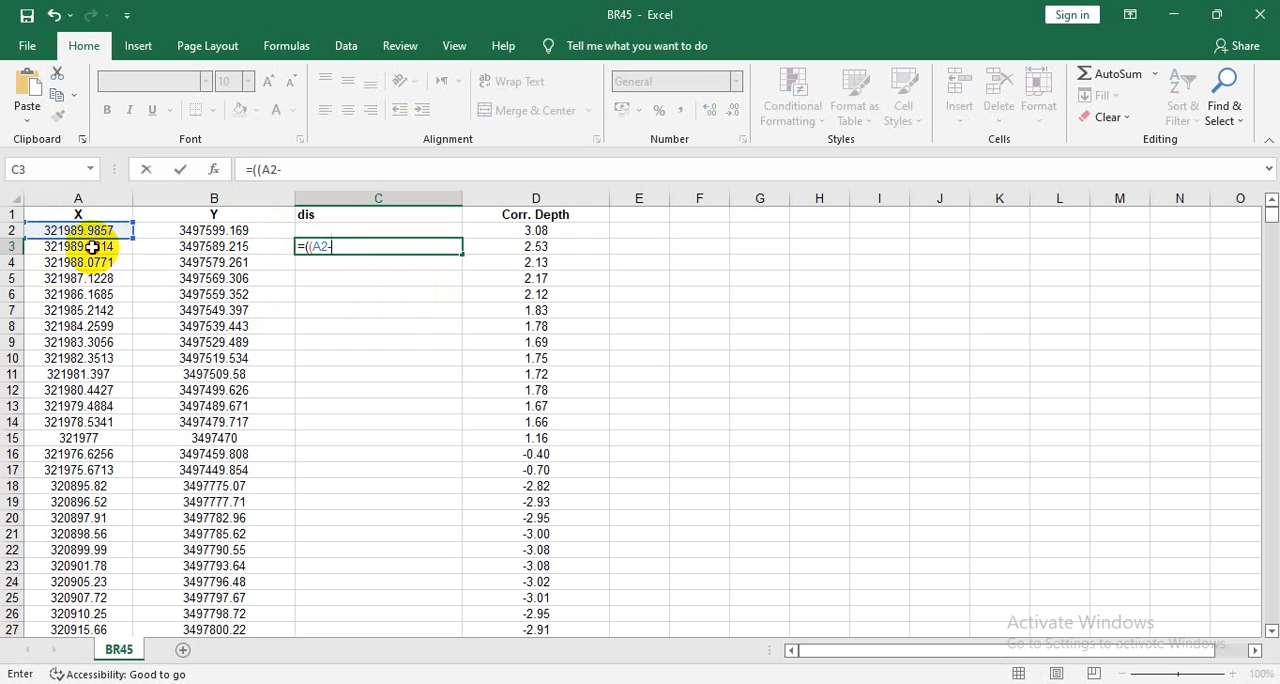 BR45 - Excel
Sign in
File Home Insert Page Layout Formulas Data Review View Help Tell me what you want to do Share
Paste
Clipboard
10 A A
B I U A
Font
Wrap Text
Merge & Center
Alignment
General
% ,
Number
Conditional Formatting
Format as Table
Cell Styles
Styles
Insert
Delete
Format
Cells
AutoSum
Fill
Clear
Sort & Filter
Find & Select
Editing
C3 fx =((A2-
A B C D E F G H I J K L M N O
1 X Y dis Corr. Depth
2 321989.9857 3497599.169 3.08
3 3497589.215 =((A2- 2.53
4 321988.0771 3497579.261 2.13
5 321987.1228 3497569.306 2.17
6 321986.1685 3497559.352 2.12
7 321985.2142 3497549.397 1.83
8 321984.2599 3497539.443 1.78
9 321983.3056 3497529.489 1.69
10 321982.3513 3497519.534 1.75
11 321981.397 3497509.58 1.72
12 321980.4427 3497499.626 1.78
13 321979.4884 3497489.671 1.67
14 321978.5341 3497479.717 1.66
15 321977 3497470 1.16
16 321976.6256 3497459.808 -0.40
17 321975.6713 3497449.854 -0.70
18 320895.82 3497775.07 -2.82
19 320896.52 3497777.71 -2.93
20 320897.91 3497782.96 -2.95
21 320898.56 3497785.62 -3.00
22 320899.99 3497790.55 -3.08
23 320901.78 3497793.64 -3.08
24 320905.23 3497796.48 -3.02
25 320907.72 3497797.67 -3.01
26 320910.25 3497798.72 -2.95
27 320915.66 3497800.22 -2.91
Activate Windows
Go to Settings to activate Windows.
BR45
Enter Accessibility: Good to go 100%